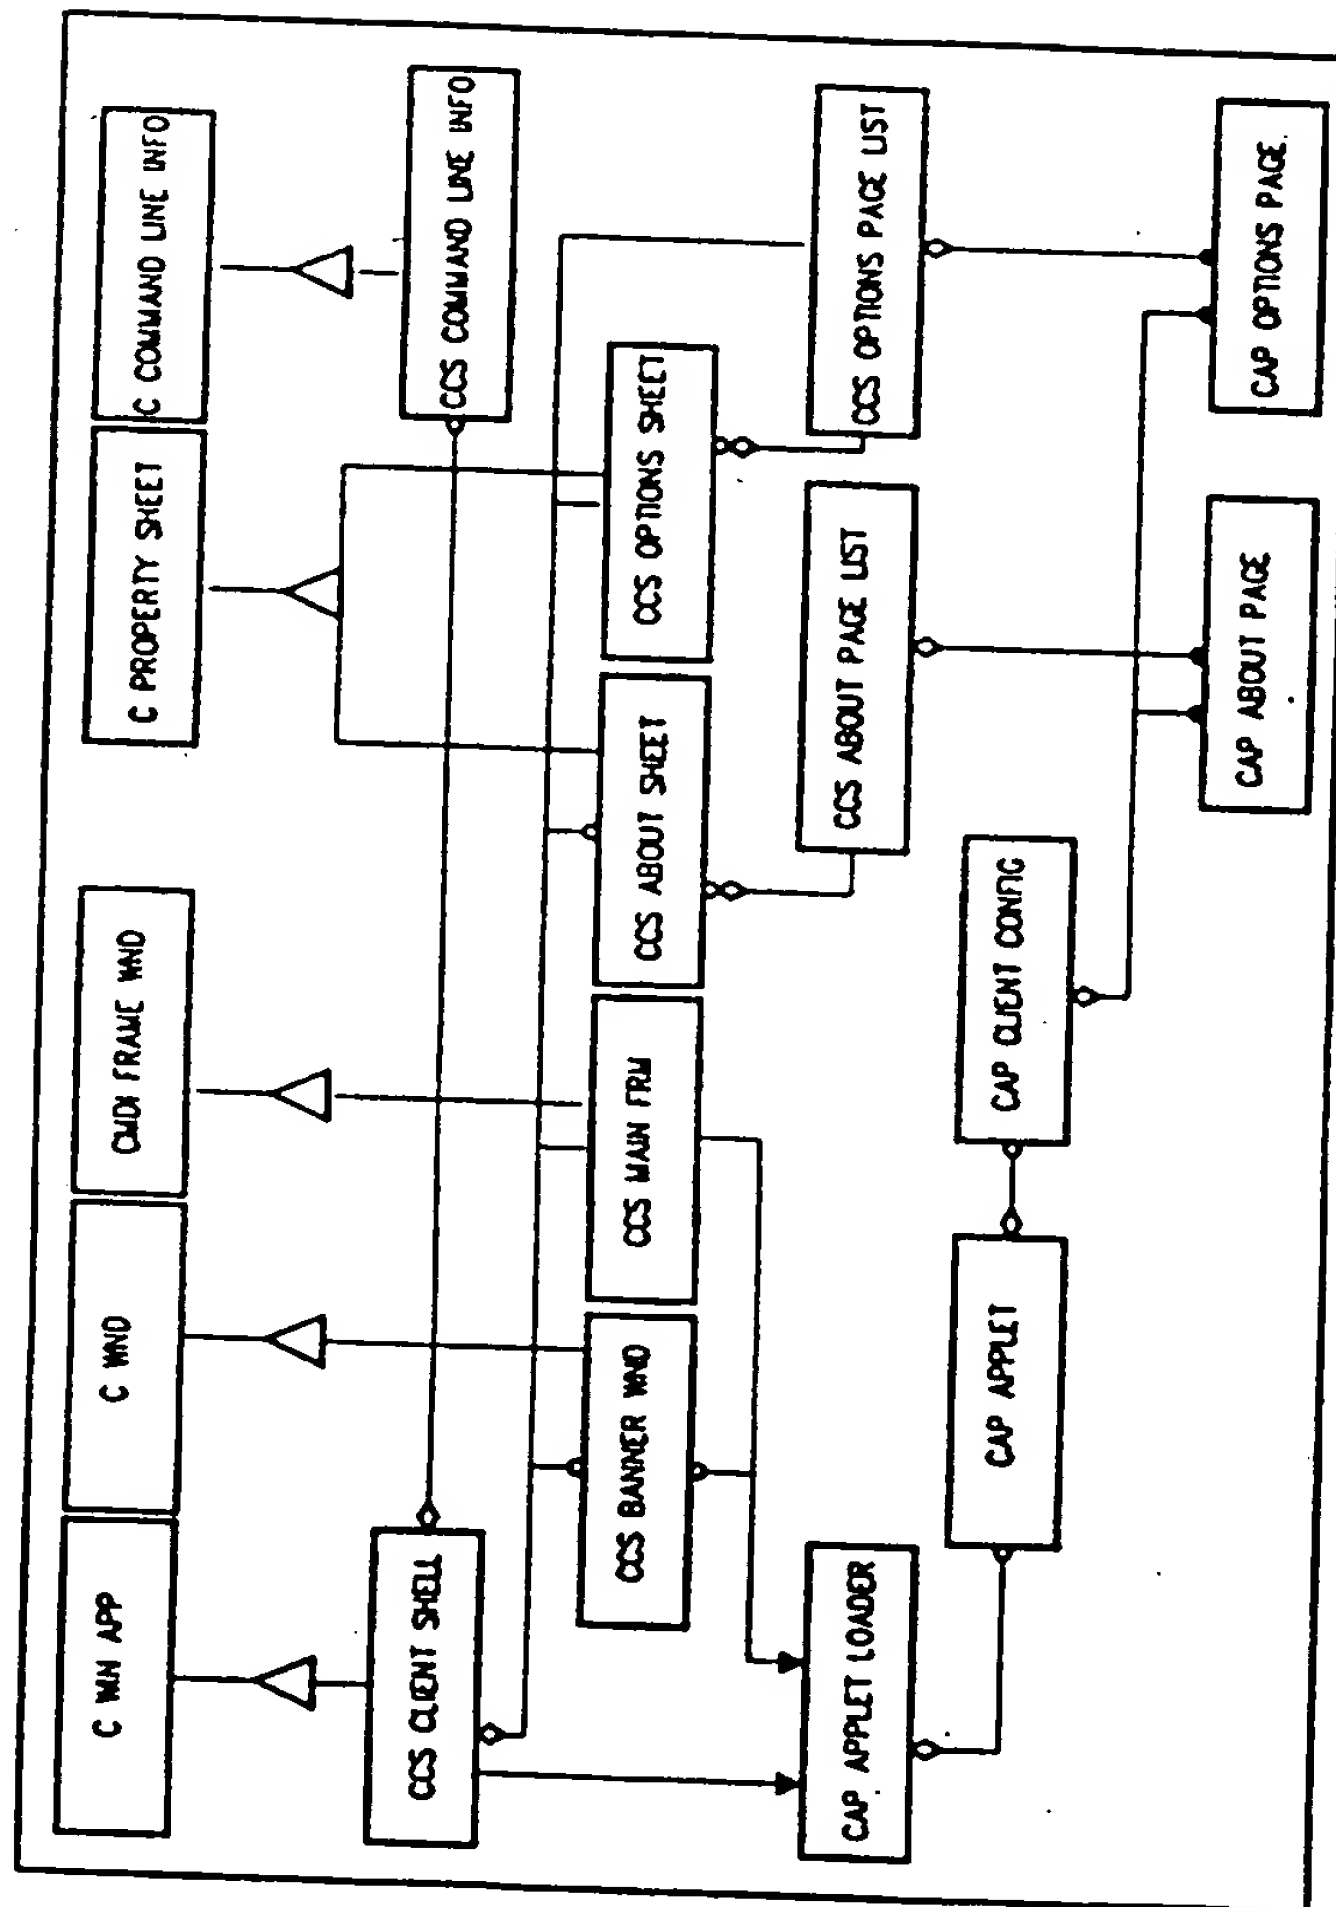 C WIN APP
C WND
CMDI FRAME WND
C PROPERTY SHEET
C COMMAND LINE INFO
CCS CLIENT SHELL
CCS COMMAND LINE INFO
CCS BANNER WND
CCS MAIN FRM
CCS ABOUT SHEET
CCS OPTIONS SHEET
CAP APPLET LOADER
CCS ABOUT PAGE LIST
CCS OPTIONS PAGE LIST
CAP APPLET
CAP CLIENT CONFIG
CAP ABOUT PAGE
CAP OPTIONS PAGE